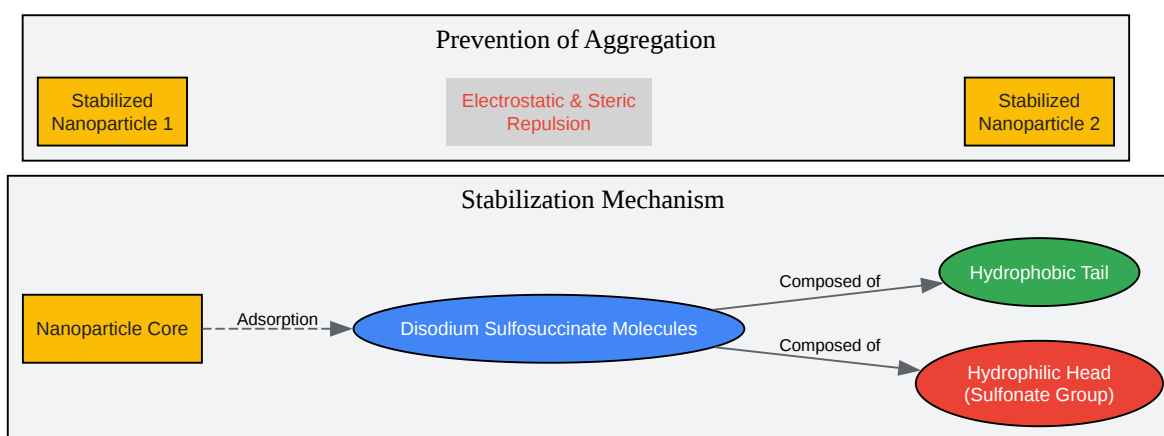 Prevention of Aggregation
Stabilized
Nanoparticle 1
Electrostatic & Steric
Repulsion
Stabilized
Nanoparticle 2
Stabilization Mechanism
Nanoparticle Core
Adsorption
Disodium Sulfosuccinate Molecules
Composed of
Hydrophobic Tail
Composed of
Hydrophilic Head
(Sulfonate Group)